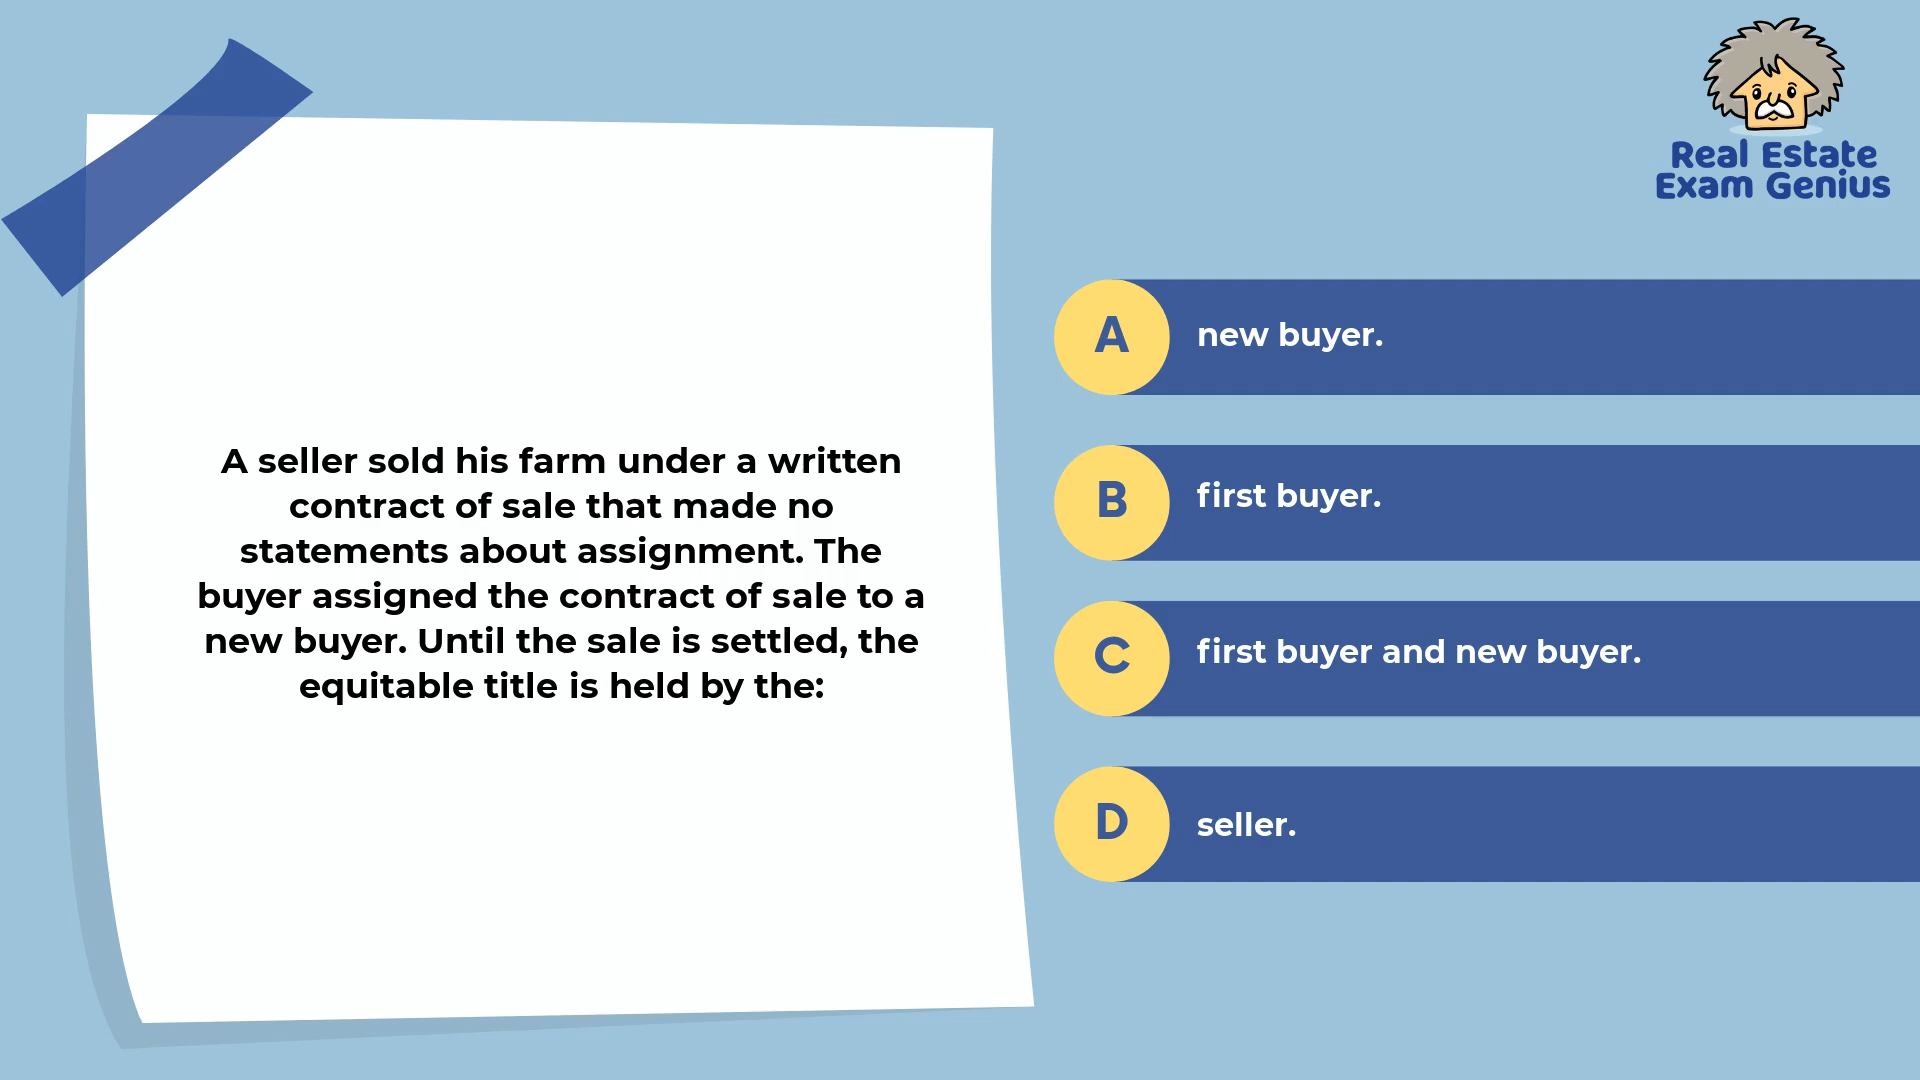 Real Estate
Exam Genius
A seller sold his farm under a written
contract of sale that made no
statements about assignment. The
buyer assigned the contract of sale to a
new buyer. Until the sale is settled, the
equitable title is held by the:
A new buyer.
B first buyer.
C first buyer and new buyer.
D seller.